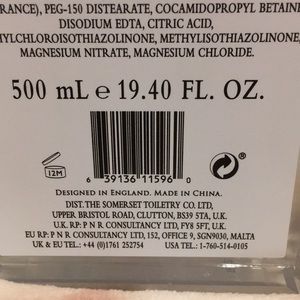 RANCE), PEG-150 DISTEARATE, COCAMIDOPROPYL BETAINE
DISODIUM EDTA, CITRIC ACID,
HYLCHLOROISOTHIAZOLINONE, METHYLISOTHIAZOLINONE,
MAGNESIUM NITRATE, MAGNESIUM CHLORIDE.
500 mL e 19.40 FL. OZ.
12M
6 39136 11596 0
DESIGNED IN ENGLAND. MADE IN CHINA.
DIST. THE SOMERSET TOILETRY CO. LTD,
UPPER BRISTOL ROAD, CLUTTON, BS39 5TA, U.K.
U.K. RP: P N R CONSULTANCY LTD, FY8 5FT, U.K.
EU RP: P N R CONSULTANCY LTD, 152, OFFICE 9, SGN9030, MALTA
UK & EU TEL.: +44 (0)1761 252754 USA TEL.: 1-760-514-0105